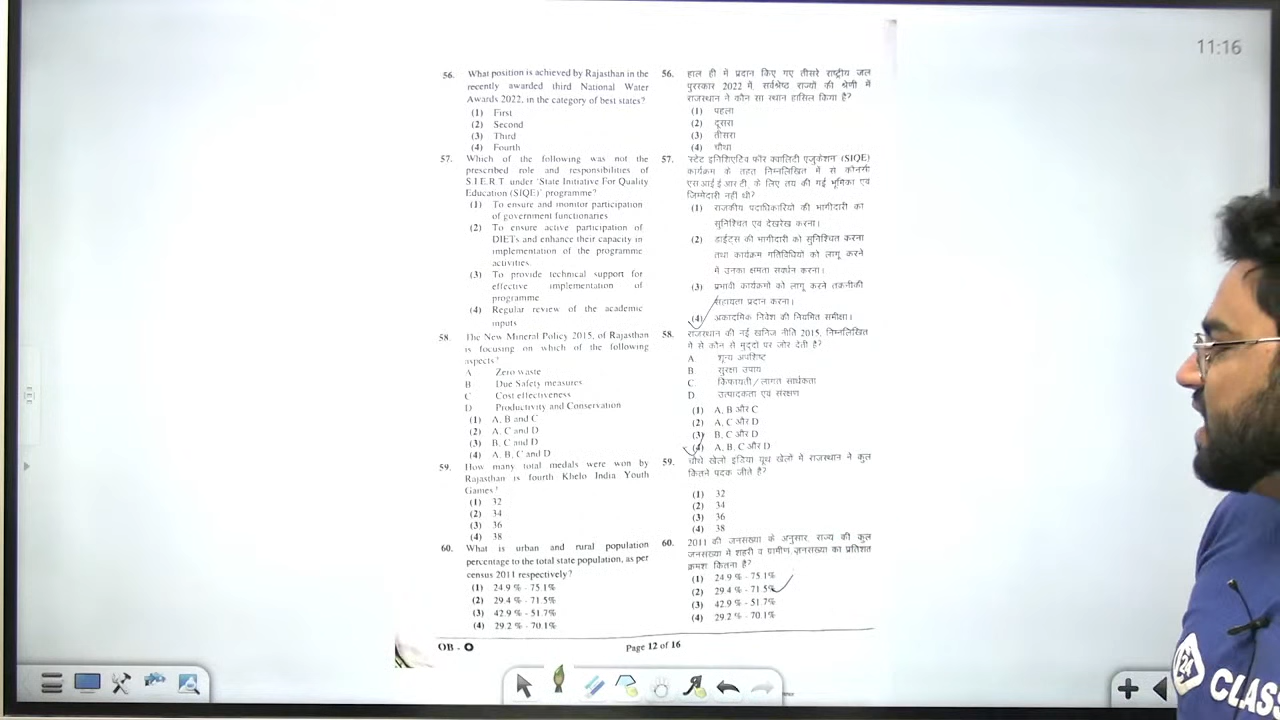 11:16
56. What position is achieved by Rajasthan in the
recently awarded third National Water
Awards 2022, in the category of best states?
(1) First
(2) Second
(3) Third
(4) Fourth
57. Which of the following was not the
prescribed role and responsibilities of
S I E R T under 'State Initiative For Quality
Education (SIQE)' programme?
(1) To ensure and monitor participation
of government functionaries
(2) To ensure active participation of
DIETs and enhance their capacity in
implementation of the programme
activities
(3) To provide technical support for
effective implementation of
programme
(4) Regular review of the academic
inputs
58. The New Mineral Policy 2015, of Rajasthan
is focusing on which of the following
aspects?
A Zero waste
B Due Safety measures
C Cost effectiveness
D Productivity and Conservation
(1) A, B and C
(2) A, C and D
(3) B, C and D
(4) A, B, C and D
59. How many total medals were won by
Rajasthan is fourth Khelo India Youth
Games?
(1) 32
(2) 34
(3) 36
(4) 38
60. What is urban and rural population
percentage to the total state population, as per
census 2011 respectively?
(1) 24.9 % - 75.1%
(2) 29.4 % - 71.5%
(3) 42.9 % - 51.7%
(4) 29.2 % - 70.1%
56. हाल ही में प्रदान किए गए तीसरे राष्ट्रीय जल
पुरस्कार 2022 में, सर्वश्रेष्ठ राज्यों की श्रेणी में
राजस्थान ने कौन सा स्थान हासिल किया है?
(1) पहला
(2) दूसरा
(3) तीसरा
(4) चौथा
57. 'स्टेट इनिशिएटिव फॉर क्वालिटी एजुकेशन' (SIQE)
कार्यक्रम के तहत निम्नलिखित में से कौनसी
एस आई ई आर टी. के लिए तय की गई भूमिका एवं
जिम्मेदारी नहीं थी?
(1) राजकीय पदाधिकारियों की भागीदारी को
सुनिश्चित एवं देखरेख करना।
(2) डाईट्स की भागीदारी को सुनिश्चित करना
तथा कार्यक्रम गतिविधियों को लागू करने
में उनका क्षमता संवर्धन करना।
(3) प्रभावी कार्यक्रमों को लागू करने तकनीकी
सहायता प्रदान करना।
(4) अकादमिक निवेश की नियमित समीक्षा।
58. राजस्थान की नई खनिज नीति 2015, निम्नलिखित
में से कौन से मुद्दों पर जोर देती है?
A. शून्य अपशिष्ट
B. सुरक्षा उपाय
C. किफायती / लागत सार्थकता
D. उत्पादकता एवं संरक्षण
(1) A, B और C
(2) A, C और D
(3) B, C और D
(4) A, B, C और D
59. चौथे खेलो इंडिया यूथ खेलों में राजस्थान ने कुल
कितने पदक जीते है?
(1) 32
(2) 34
(3) 36
(4) 38
60. 2011 की जनसंख्या के अनुसार, राज्य की कुल
जनसंख्या में शहरी व ग्रामीण जनसंख्या का प्रतिशत
क्रमश कितना है?
(1) 24.9 % - 75.1%
(2) 29.4 % - 71.5%
(3) 42.9 % - 51.7%
(4) 29.2 % - 70.1%
OB - O
Page 12 of 16
CLAS